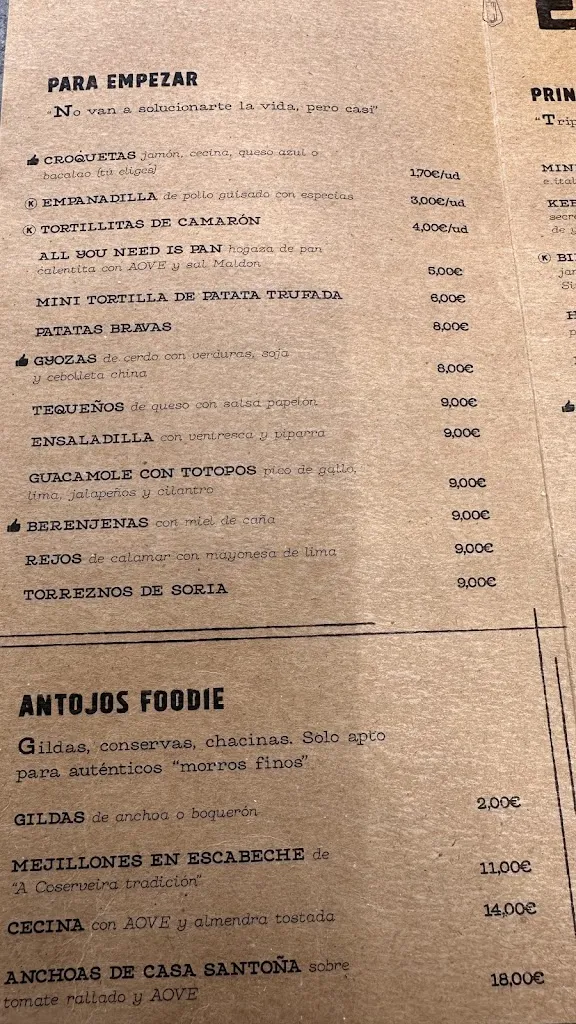 PARA EMPEZAR
"No van a solucionarte la vida, pero casi"
CROQUETAS jamón, cecina, queso azul o
bacalao (tú eliges) 1,70€/ud
K EMPANADILLA de pollo guisado con especias 3,00€/ud
K TORTILLITAS DE CAMARÓN 4,00€/ud
ALL YOU NEED IS PAN hogaza de pan
calentita con AOVE y sal Maldon 5,00€
MINI TORTILLA DE PATATA TRUFADA 6,00€
PATATAS BRAVAS 8,00€
GYOZAS de cerdo con verduras, soja
y cebolleta china 8,00€
TEQUEÑOS de queso con salsa papelón 9,00€
ENSALADILLA con ventresca y piparra 9,00€
GUACAMOLE CON TOTOPOS pico de gallo,
lima, jalapeños y cilantro 9,00€
BERENJENAS con miel de caña 9,00€
REJOS de calamar con mayonesa de lima 9,00€
TORREZNOS DE SORIA 9,00€
ANTOJOS FOODIE
Gildas, conservas, chacinas. Solo apto
para auténticos "morros finos"
GILDAS de anchoa o boquerón 2,00€
MEJILLONES EN ESCABECHE de
"A Coserveira tradición" 11,00€
CECINA con AOVE y almendra tostada 14,00€
ANCHOAS DE CASA SANTOÑA sobre
tomate rallado y AOVE 18,00€
PRIN
"Trip
MIN
KEB
K BI